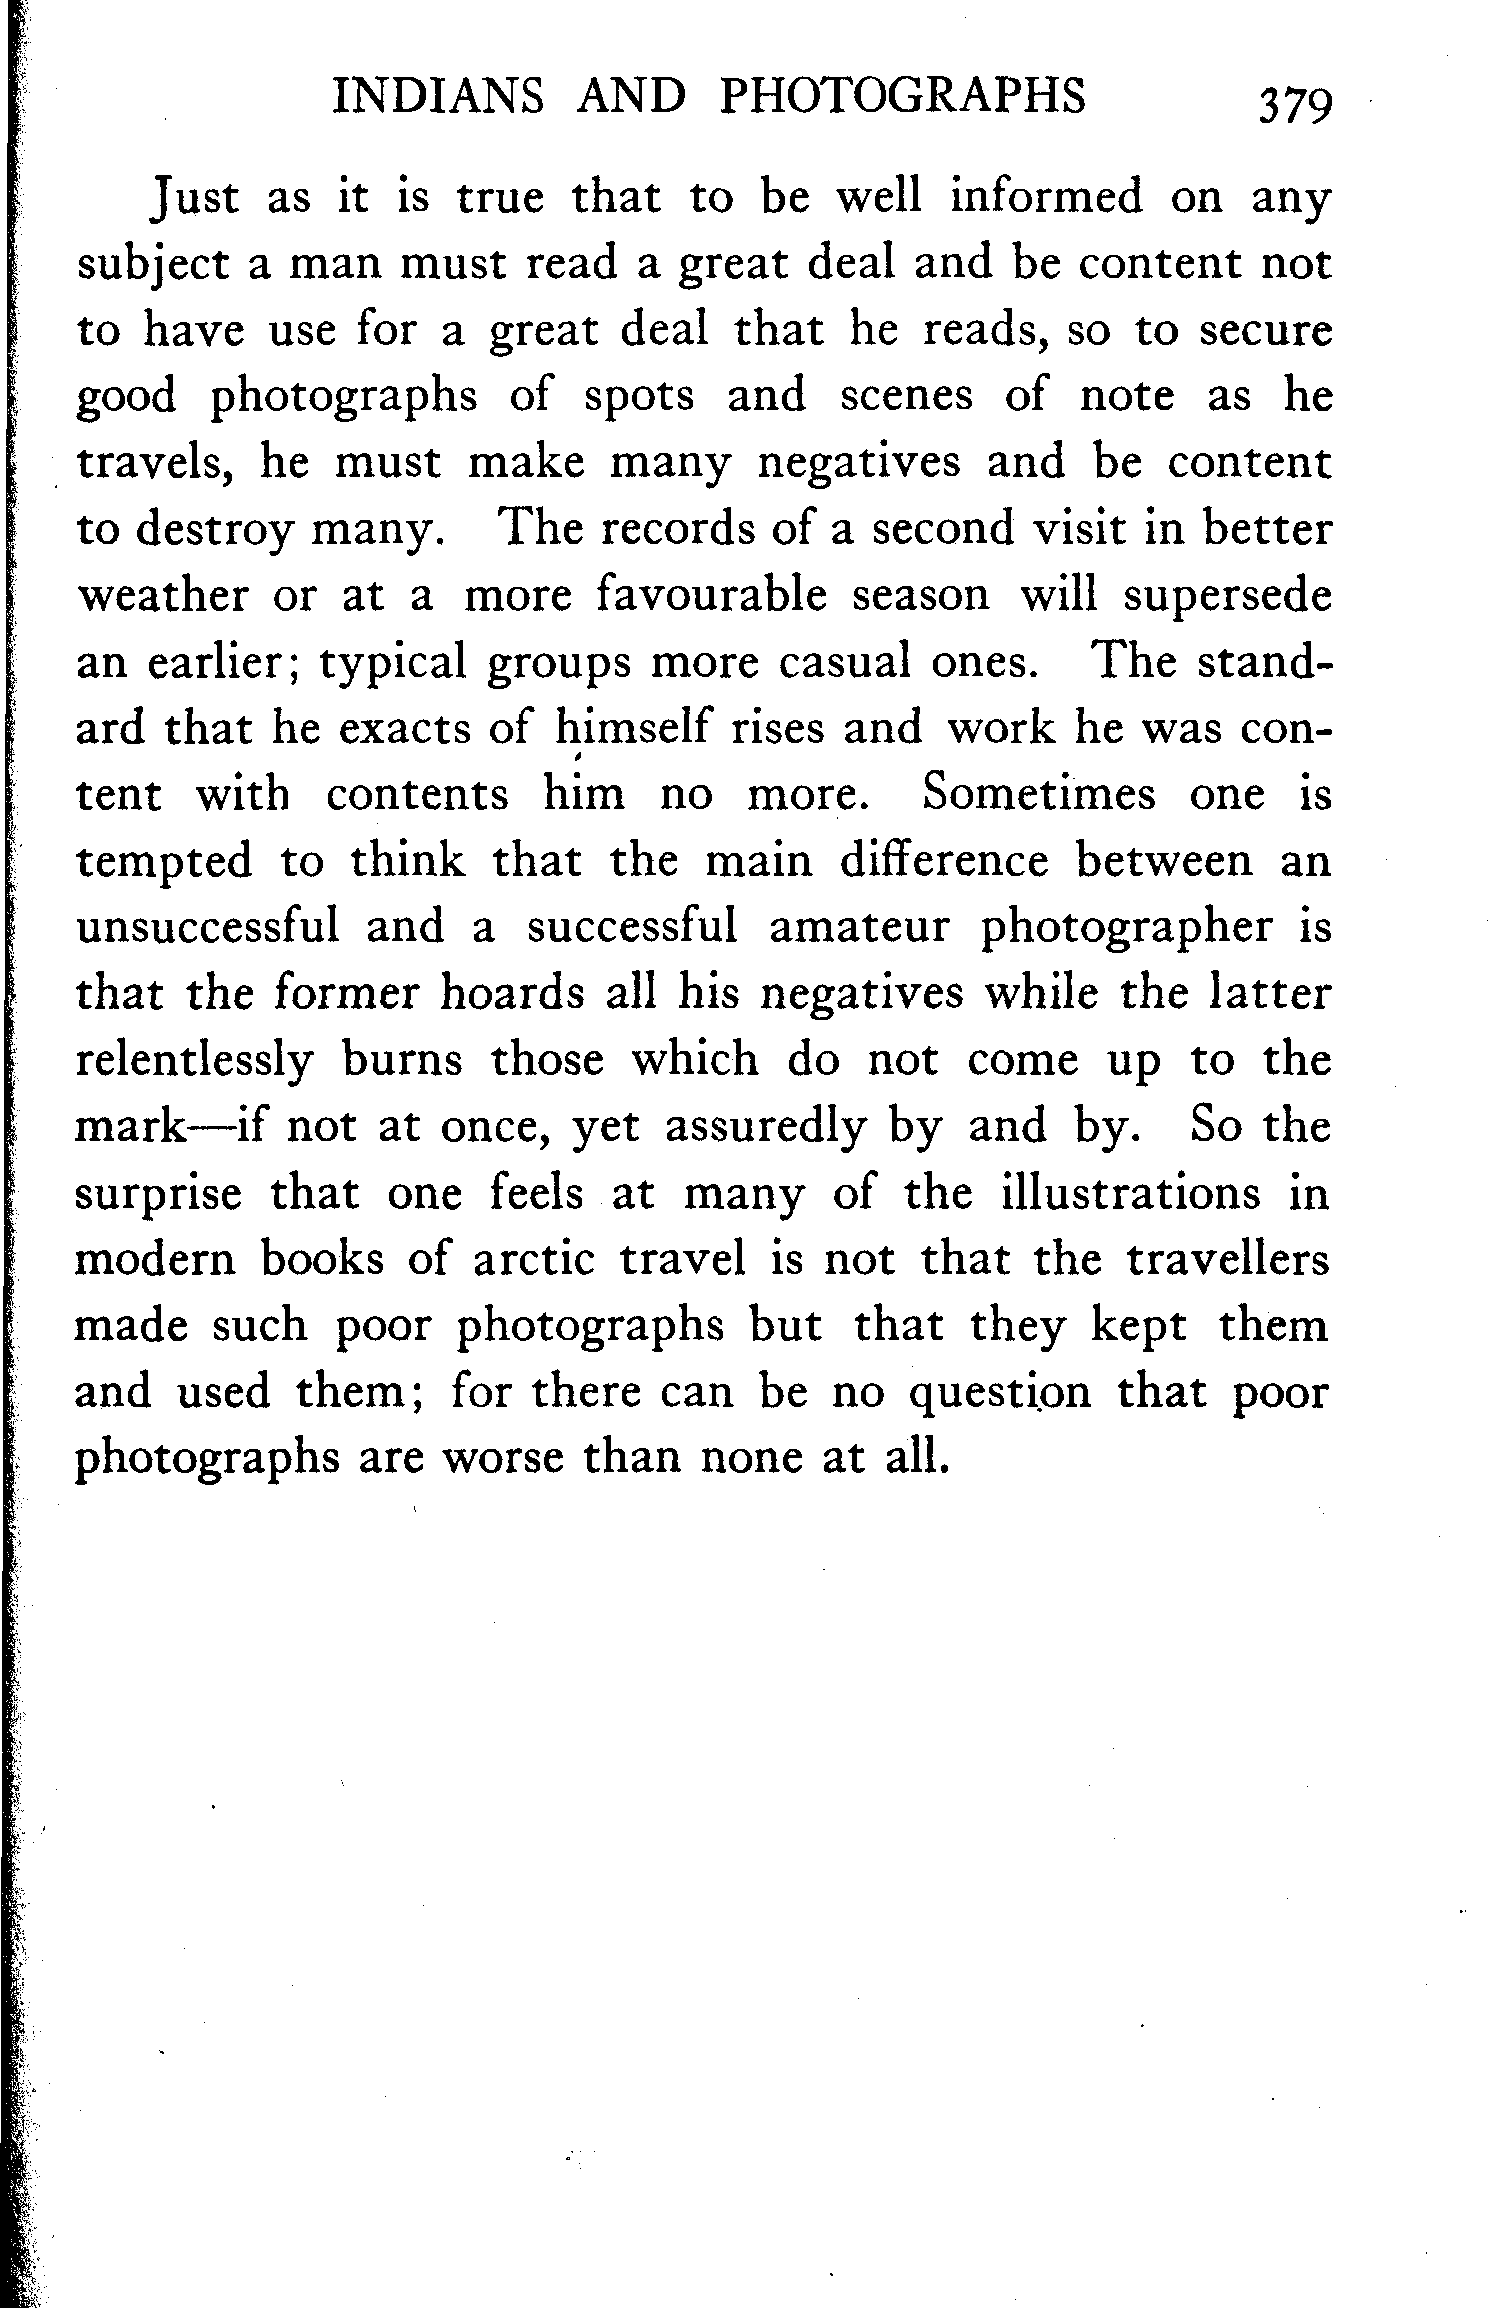 INDIANS AND PHOTOGRAPHS 379
Just as it is true that to be well informed on any
subject a man must read a great deal and be content not
to have use for a great deal that he reads, so to secure
good photographs of spots and scenes of note as he
travels, he must make many negatives and be content
to destroy many. The records of a second visit in better
weather or at a more favourable season will supersede
an earlier; typical groups more casual ones. The stand-
ard that he exacts of himself rises and work he was con-
tent with contents him no more. Sometimes one is
tempted to think that the main difference between an
unsuccessful and a successful amateur photographer is
that the former hoards all his negatives while the latter
relentlessly burns those which do not come up to the
mark—if not at once, yet assuredly by and by. So the
surprise that one feels at many of the illustrations in
modern books of arctic travel is not that the travellers
made such poor photographs but that they kept them
and used them; for there can be no question that poor
photographs are worse than none at all.